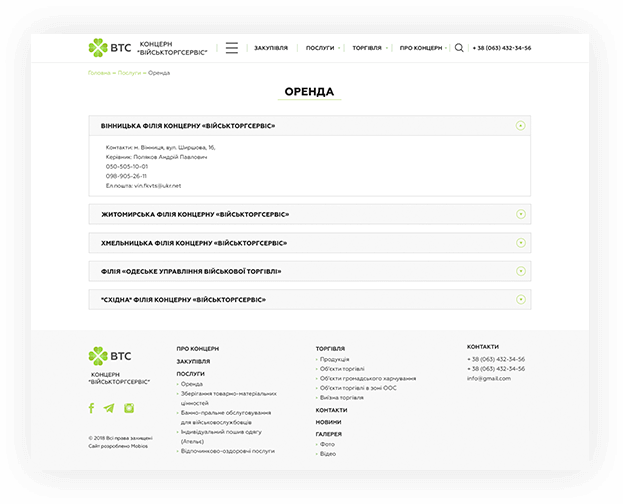 ВТС
КОНЦЕРН
"ВІЙСЬКТОРГСЕРВІС"
ЗАКУПІВЛЯ
ПОСЛУГИ
ТОРГІВЛЯ
ПРО КОНЦЕРН
+ 38 (063) 432-34-56
Головна — Послуги — Оренда
ОРЕНДА
ВІННИЦЬКА ФІЛІЯ КОНЦЕРНУ «ВІЙСЬКТОРГСЕРВІС»
Контакти: м. Вінниця, вул. Ширшова, 16,
Керівник: Поляков Андрій Павлович
050-505-10-01
098-905-26-11
Ел пошта: vin.fkvts@ukr.net
ЖИТОМИРСЬКА ФІЛІЯ КОНЦЕРНУ «ВІЙСЬКТОРГСЕРВІС»
ХМЕЛЬНИЦЬКА ФІЛІЯ КОНЦЕРНУ «ВІЙСЬКТОРГСЕРВІС»
ФІЛІЯ «ОДЕСЬКЕ УПРАВЛІННЯ ВІЙСЬКОВОЇ ТОРГІВЛІ»
"СХІДНА" ФІЛІЯ КОНЦЕРНУ «ВІЙСЬКТОРГСЕРВІС»
ВТС
КОНЦЕРН
"ВІЙСЬКТОРГСЕРВІС"
© 2018 Всі права захищені
Сайт розроблено Mobios
ПРО КОНЦЕРН
ЗАКУПІВЛЯ
ПОСЛУГИ
Оренда
Зберігання товарно-матеріальних
цінностей
Банно-пральне обслуговування
для військовослужбовців
Індивідуальний пошив одягу
(Ательє)
Відпочинково-оздоровчі послуги
ТОРГІВЛЯ
Продукція
Об'єкти торгівлі
Об'єкти громадського харчування
Об'єкти торгівлі в зоні ООС
Виїзна торгівля
КОНТАКТИ
НОВИНИ
ГАЛЕРЕЯ
Фото
Відео
КОНТАКТИ
+ 38 (063) 432-34-56
+ 38 (063) 432-34-56
info@gmail.com